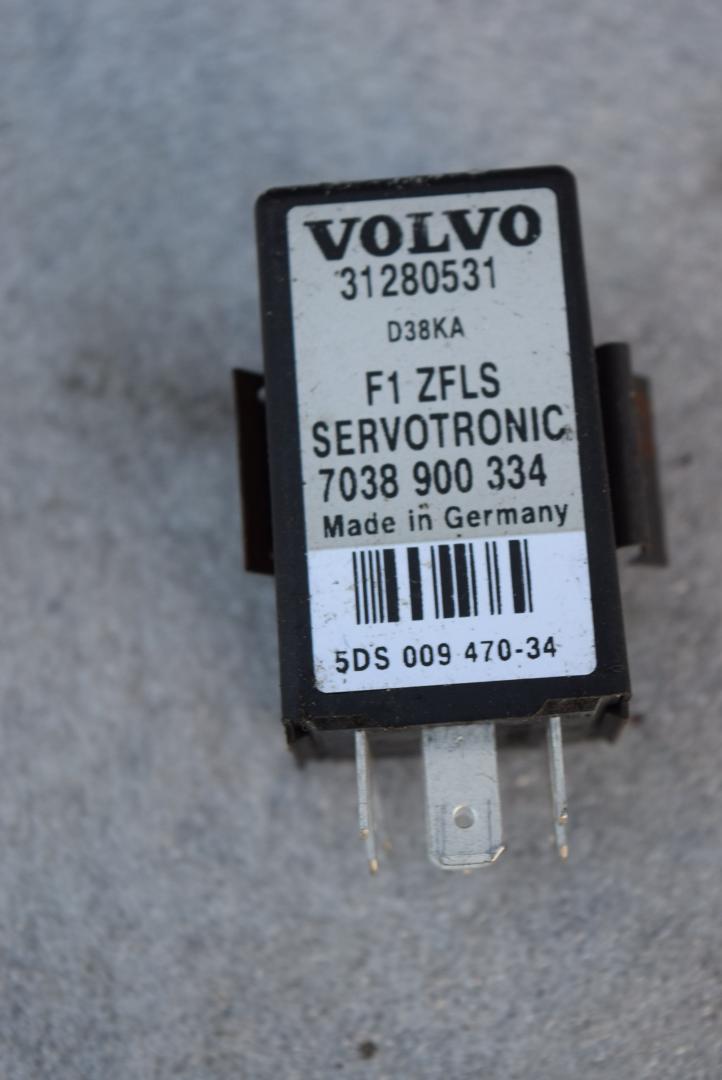 VOLVO
31280531
D38KA
F1 ZFLS
SERVOTRONIC
7038 900 334
Made in Germany
5DS 009 470-34